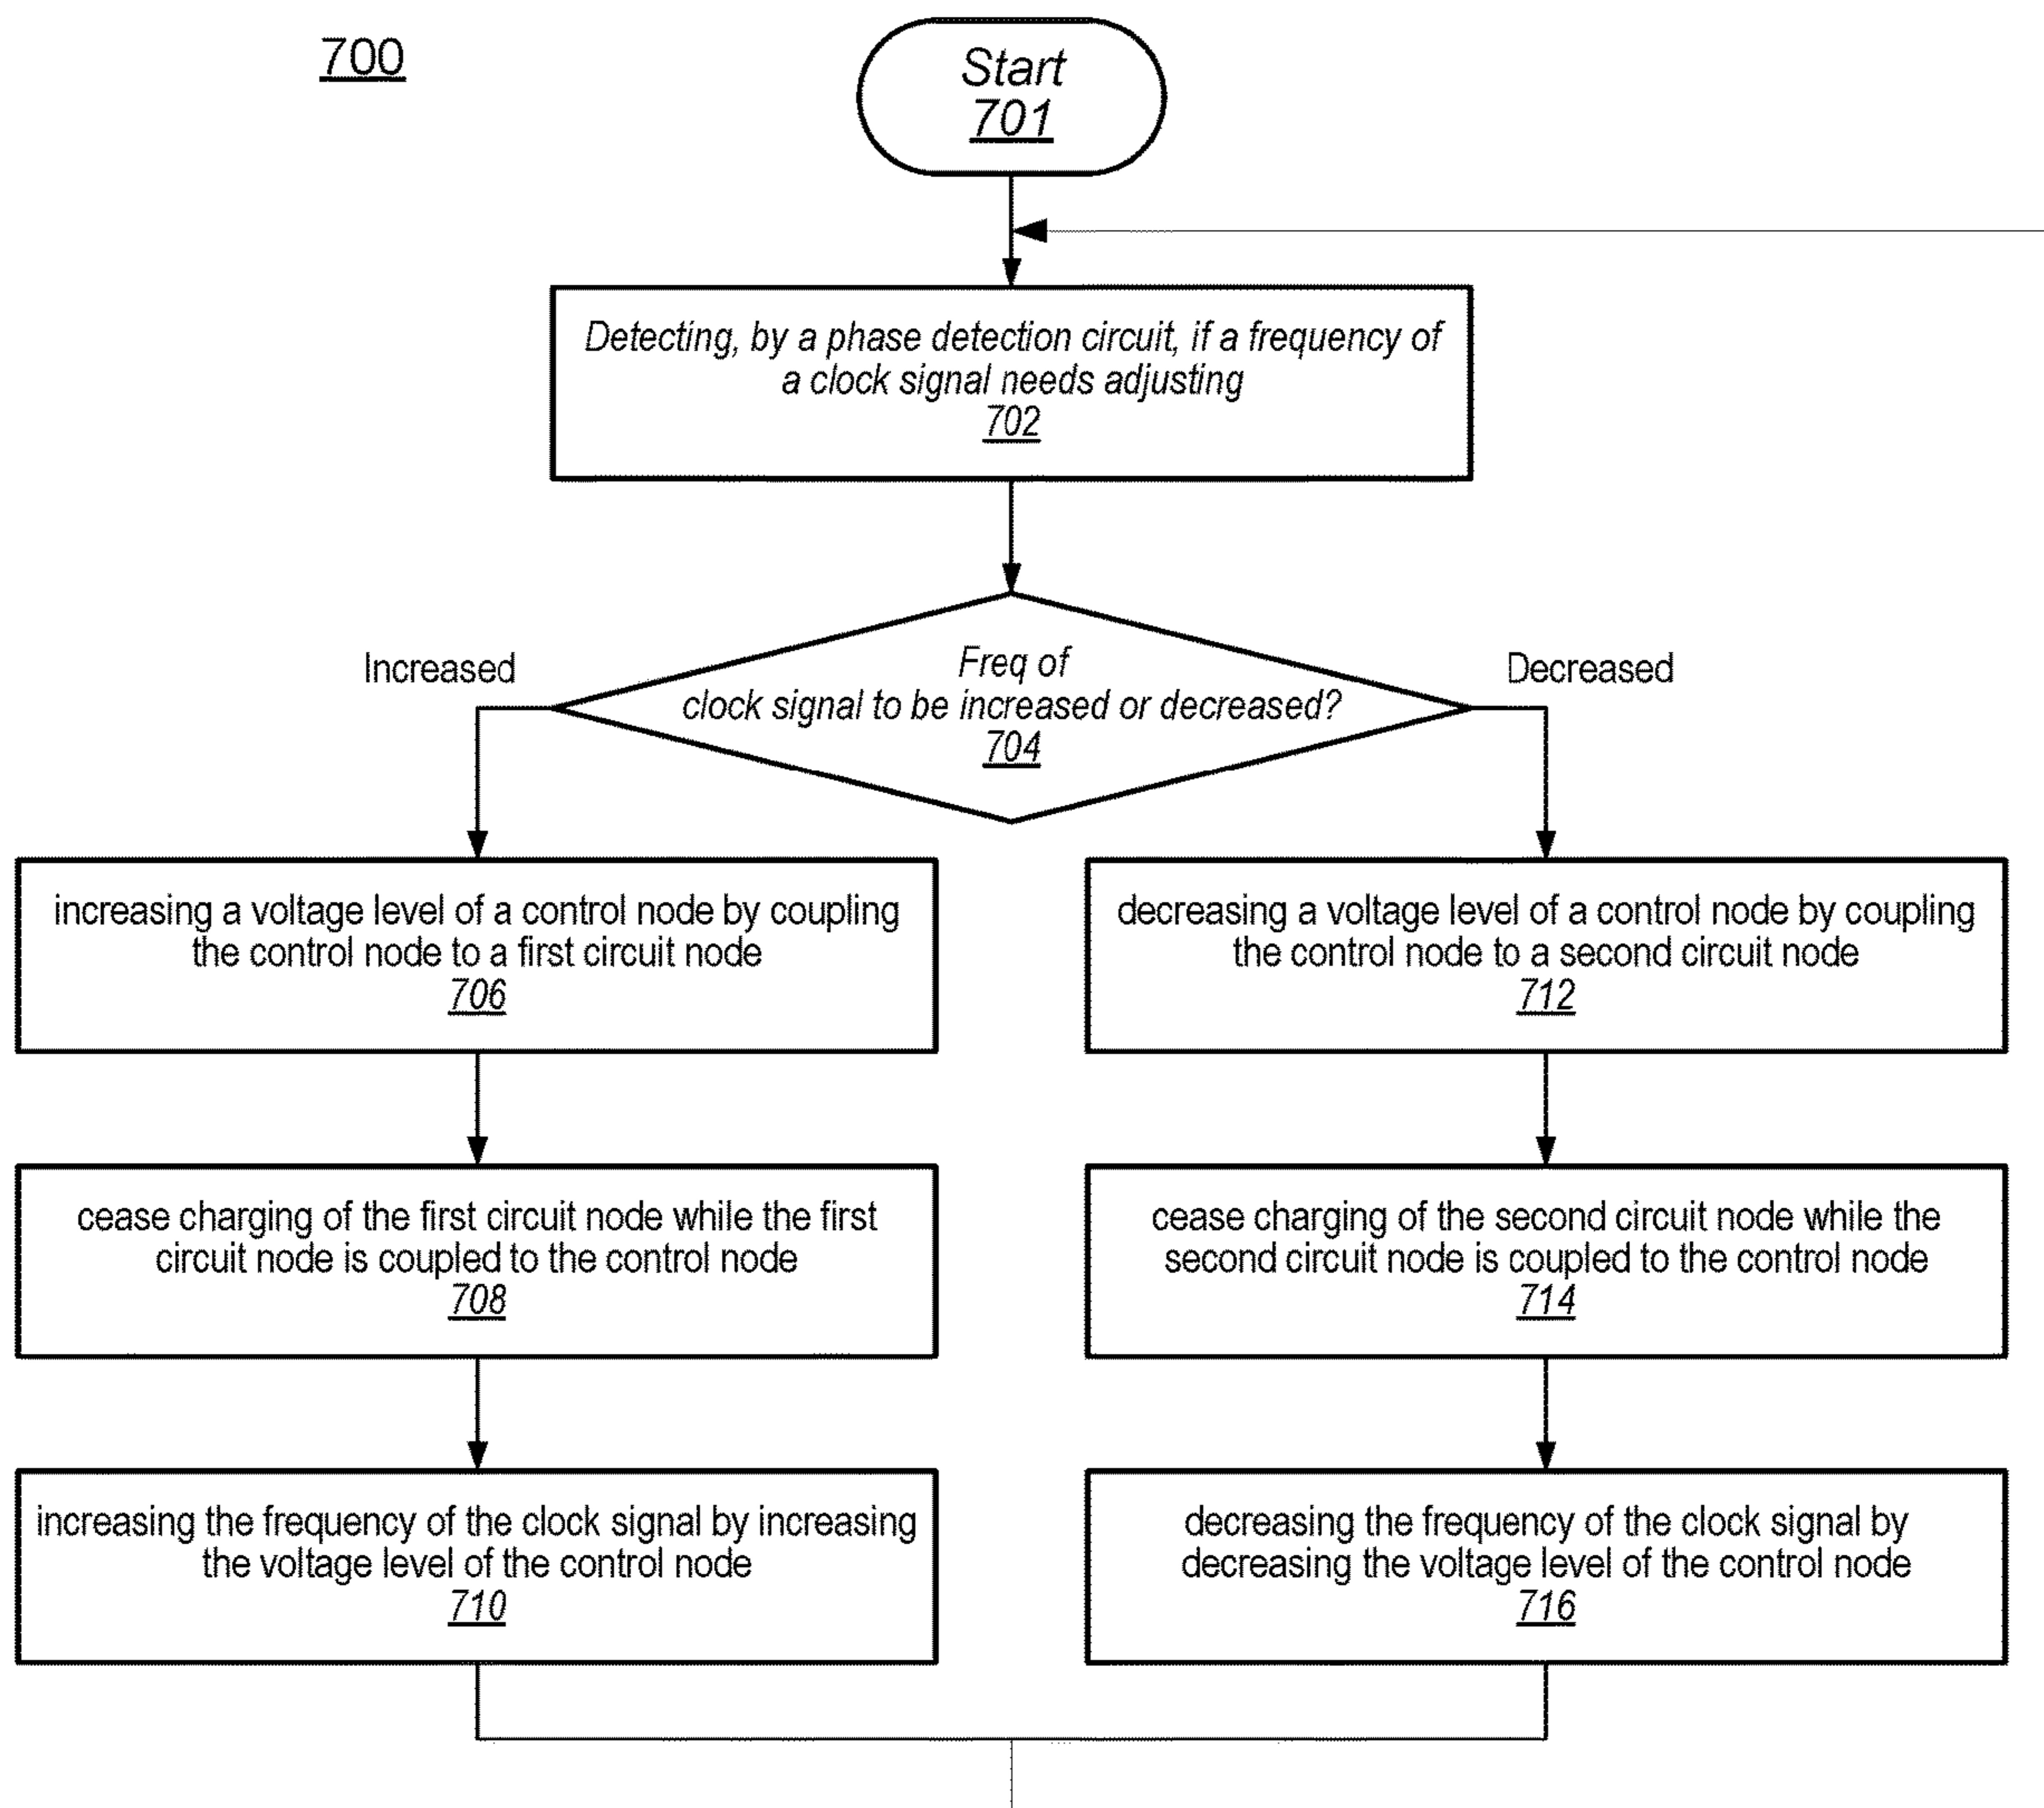 700
Start
701
Detecting, by a phase detection circuit, if a frequency of
a clock signal needs adjusting
702
Freq of
clock signal to be increased or decreased?
704
Increased
Decreased
increasing a voltage level of a control node by coupling
the control node to a first circuit node
706
decreasing a voltage level of a control node by coupling
the control node to a second circuit node
712
cease charging of the first circuit node while the first
circuit node is coupled to the control node
708
cease charging of the second circuit node while the
second circuit node is coupled to the control node
714
increasing the frequency of the clock signal by increasing
the voltage level of the control node
710
decreasing the frequency of the clock signal by
decreasing the voltage level of the control node
716